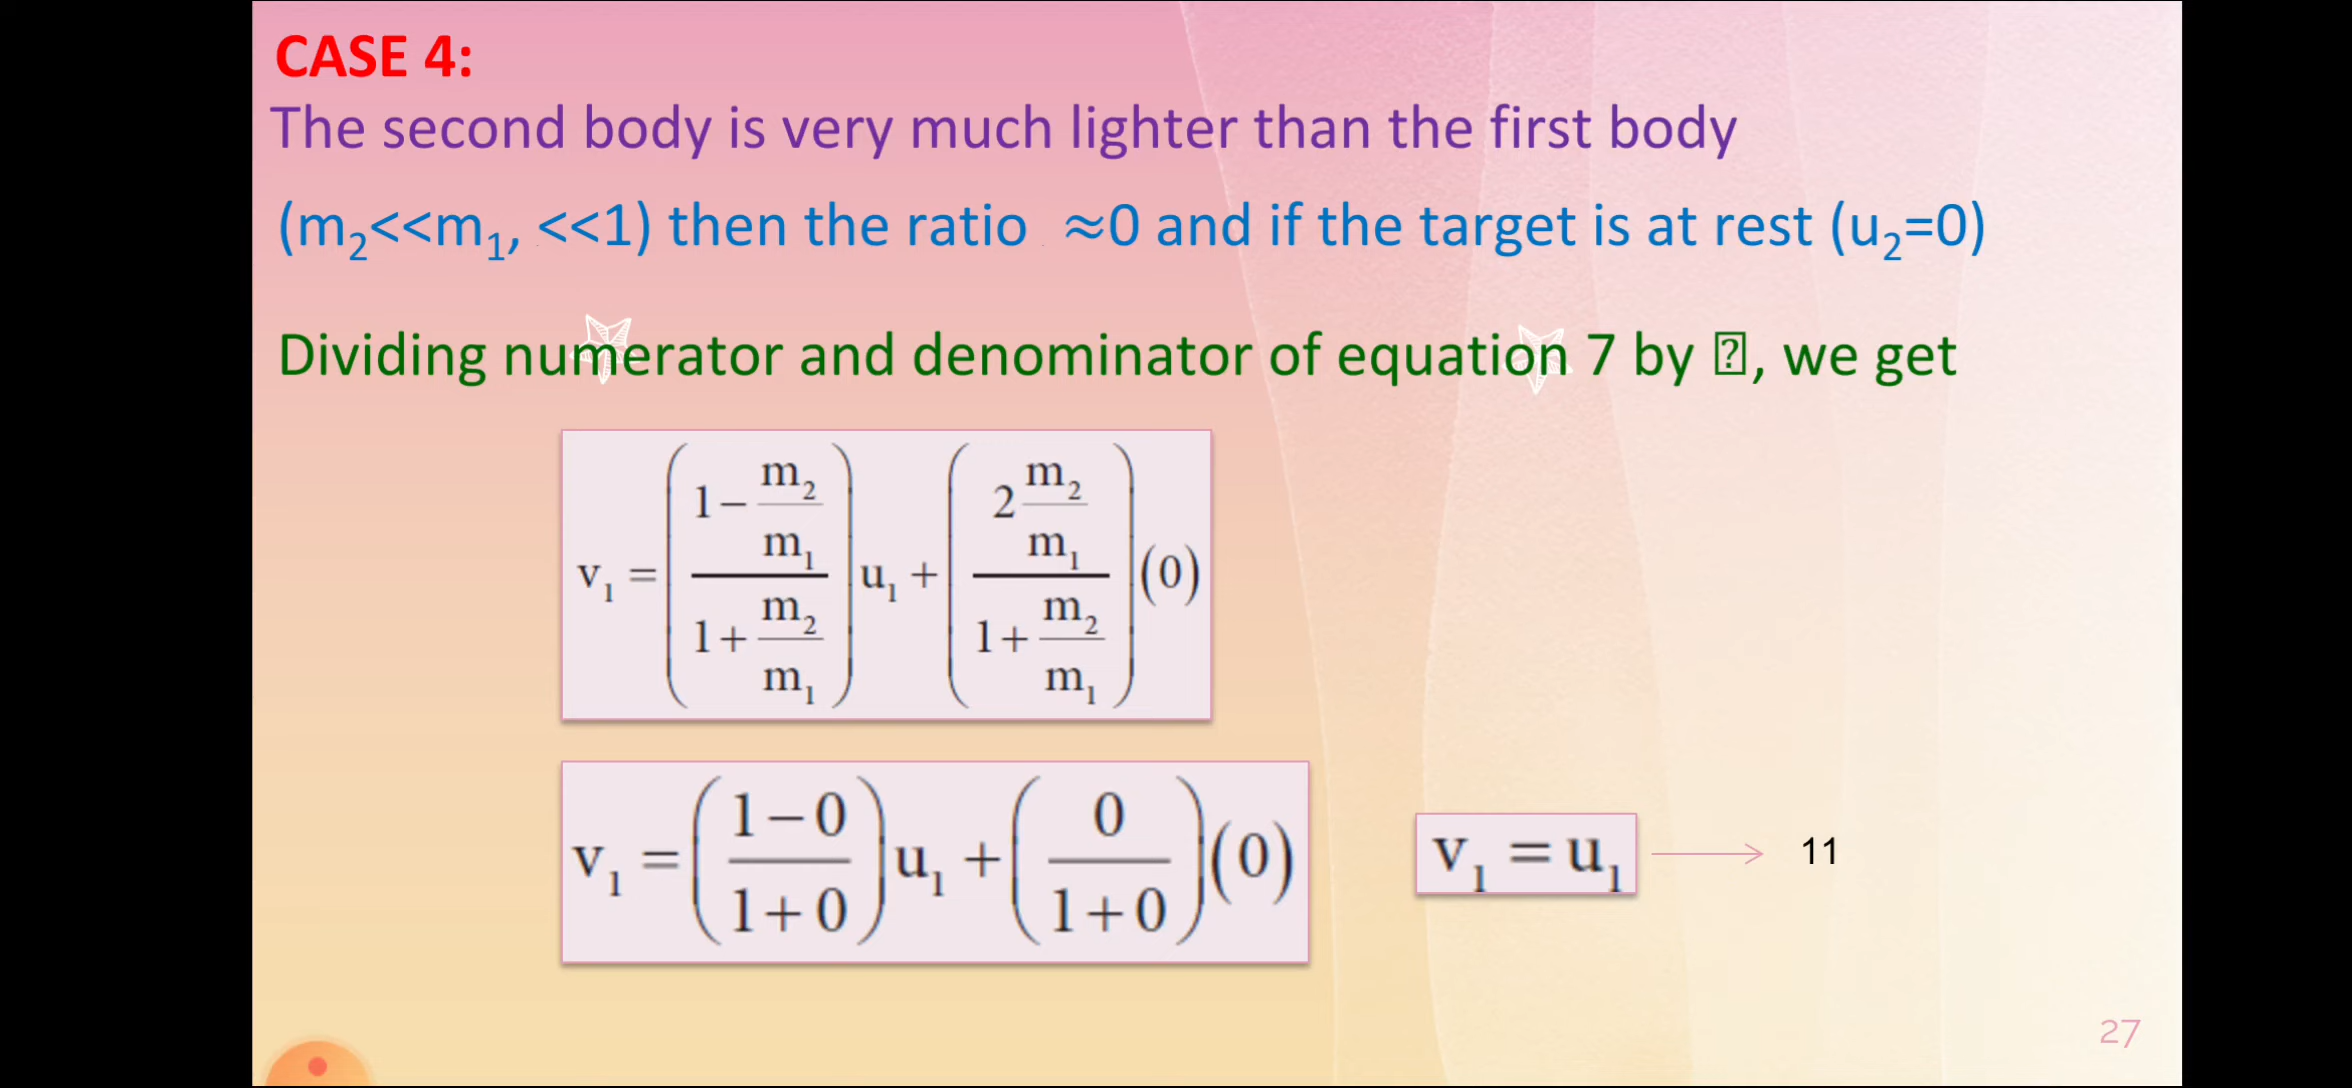 CASE 4:
The second body is very much lighter than the first body
(m₂<<m₁, <<1) then the ratio ≈0 and if the target is at rest (u₂=0)
Dividing numerator and denominator of equation 7 by ⍰, we get
v₁ = ((1 − m₂/m₁)/(1 + m₂/m₁)) u₁ + ((2 m₂/m₁)/(1 + m₂/m₁)) (0)
v₁ = ((1 − 0)/(1 + 0)) u₁ + (0/(1 + 0)) (0)
v₁ = u₁ → 11
27